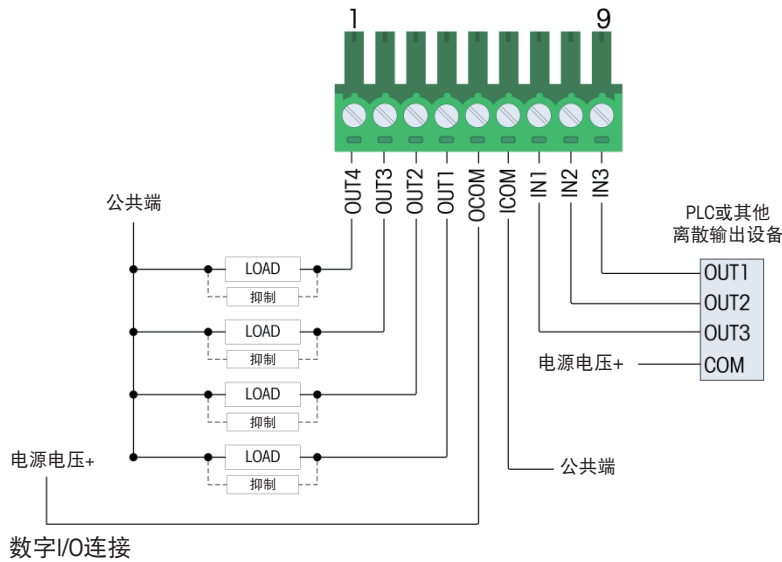 1 9
OUT4 OUT3 OUT2 OUT1 OCOM ICOM IN1 IN2 IN3
公共端
PLC或其他
离散输出设备
LOAD
抑制
OUT1
OUT2
LOAD
抑制
OUT3
电源电压+
COM
LOAD
抑制
LOAD
抑制
电源电压+
公共端
数字I/O连接